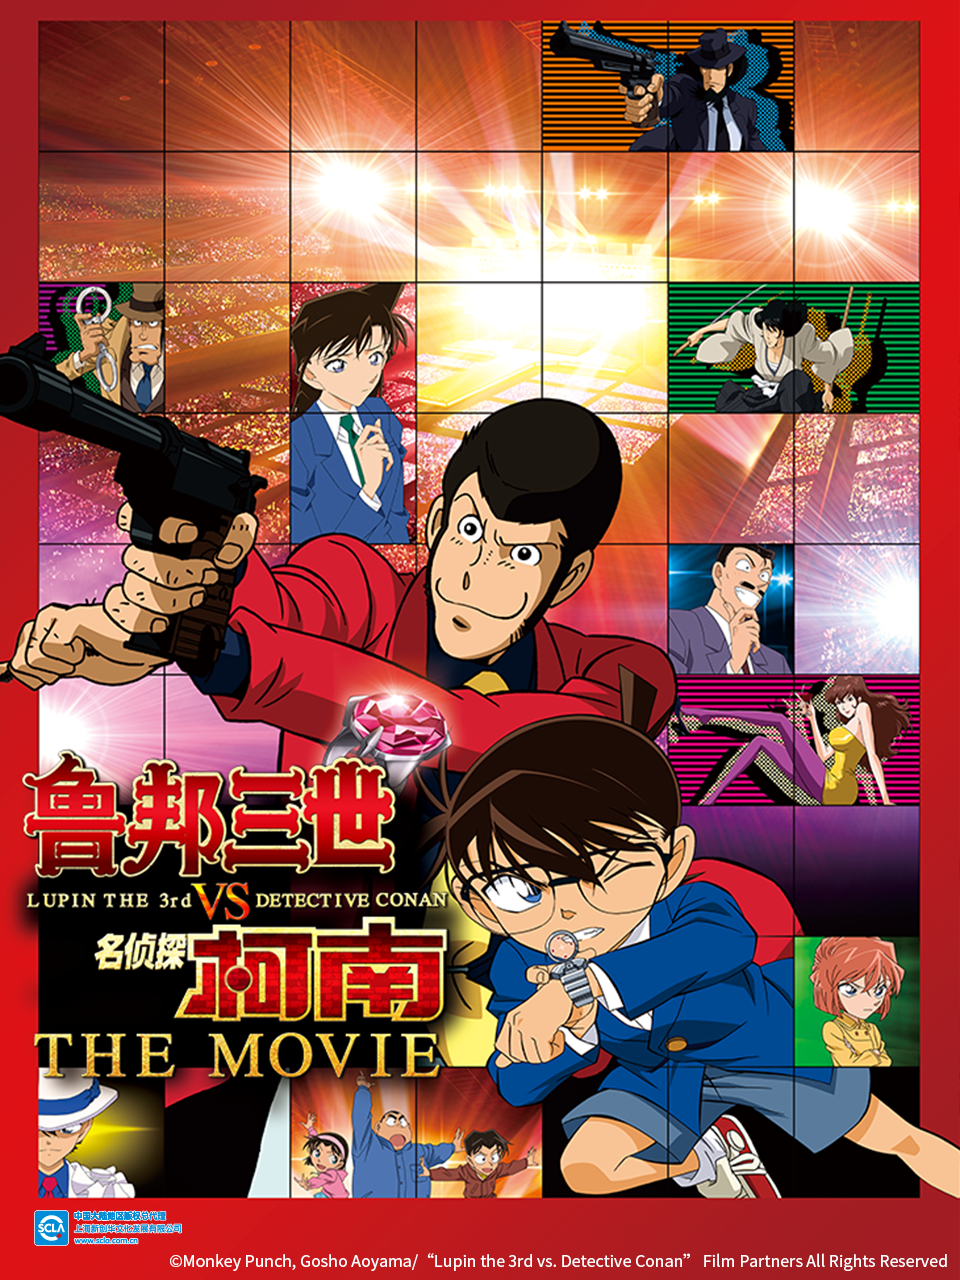 鲁邦三世
LUPIN THE 3rd VS DETECTIVE CONAN
名侦探柯南
THE MOVIE
SCLA
中国大陆地区版权总代理
上海新创华文化发展有限公司
www.scla.com.cn
©Monkey Punch, Gosho Aoyama/“Lupin the 3rd vs. Detective Conan” Film Partners All Rights Reserved